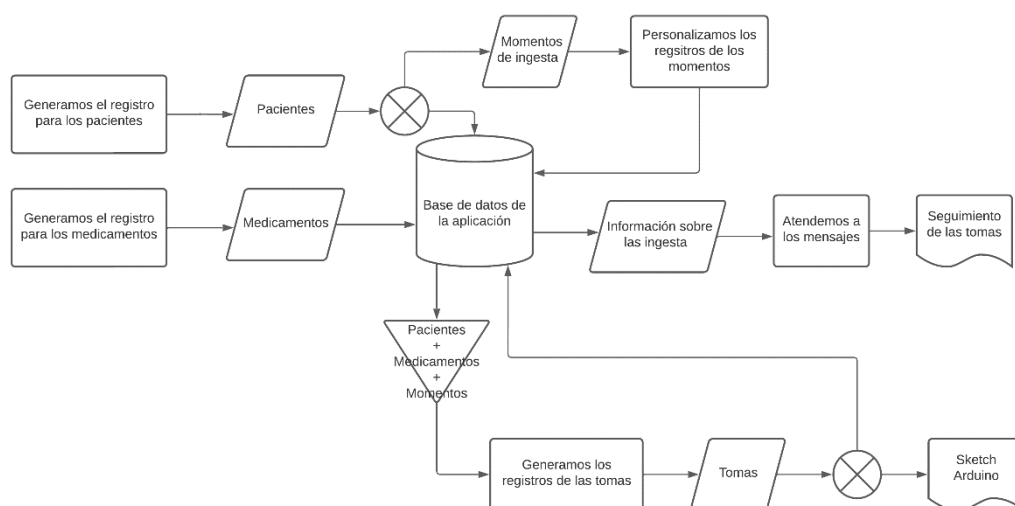 Momentos
de ingesta
Personalizamos los
regsitros de los
momentos
Generamos el registro
para los pacientes
Pacientes
Generamos el registro
para los medicamentos
Medicamentos
Base de datos de
la aplicación
Información sobre
las ingesta
Atendemos a
los mensajes
Seguimiento
de las tomas
Pacientes
+
Medicamentos
+
Momentos
Generamos los
registros de las tomas
Tomas
Sketch
Arduino